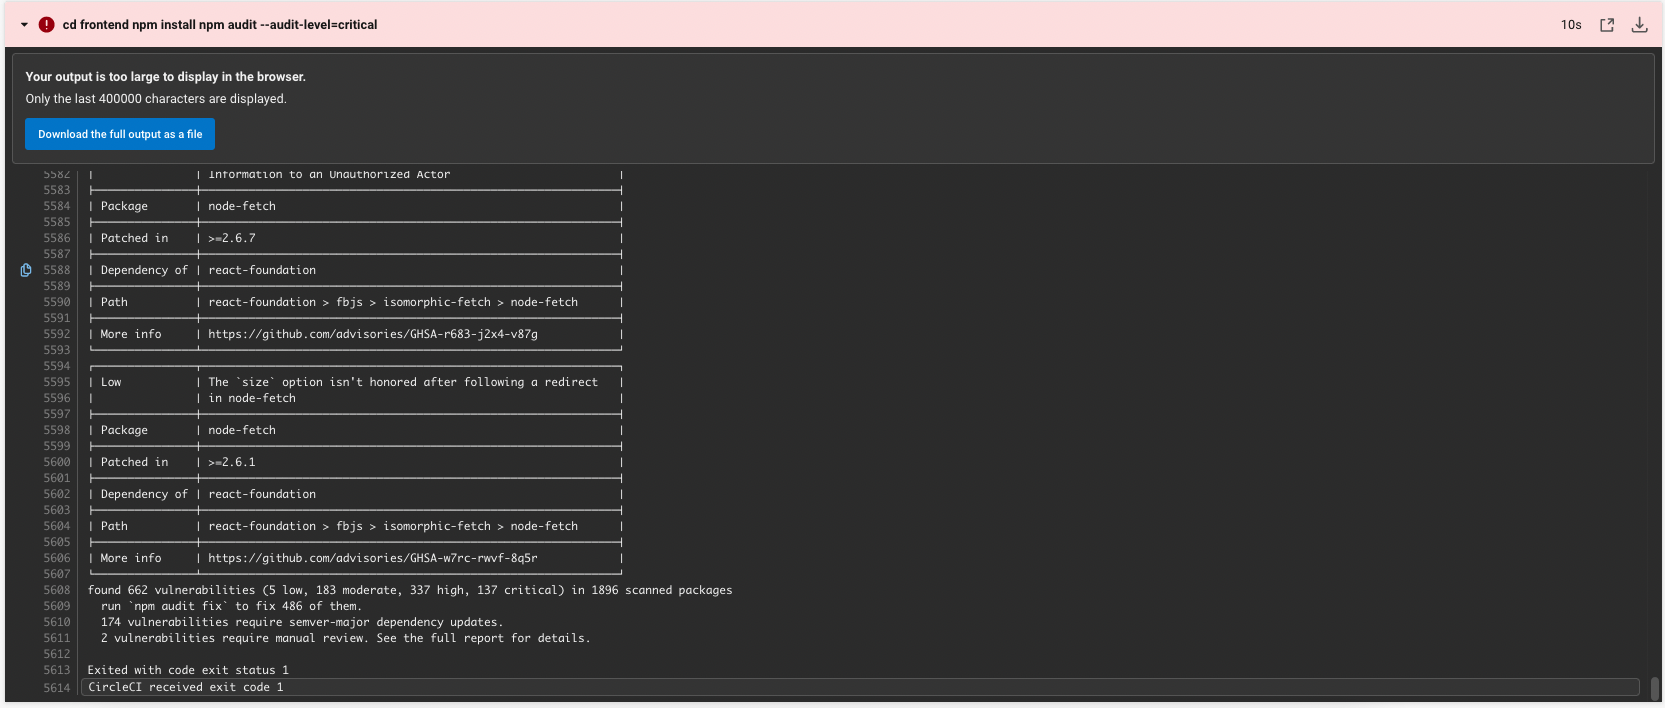 cd frontend npm install npm audit --audit-level=critical
10s
Your output is too large to display in the browser.
Only the last 400000 characters are displayed.
Download the full output as a file
5582 | | Information to an Unauthorized Actor |
5583
5584 | Package | node-fetch |
5585
5586 | Patched in | >=2.6.7 |
5587
5588 | Dependency of | react-foundation |
5589
5590 | Path | react-foundation > fbjs > isomorphic-fetch > node-fetch |
5591
5592 | More info | https://github.com/advisories/GHSA-r683-j2x4-v87g |
5593
5594
5595 | Low | The `size` option isn't honored after following a redirect |
5596 | | in node-fetch |
5597
5598 | Package | node-fetch |
5599
5600 | Patched in | >=2.6.1 |
5601
5602 | Dependency of | react-foundation |
5603
5604 | Path | react-foundation > fbjs > isomorphic-fetch > node-fetch |
5605
5606 | More info | https://github.com/advisories/GHSA-w7rc-rwvf-8q5r |
5607
5608 found 662 vulnerabilities (5 low, 183 moderate, 337 high, 137 critical) in 1896 scanned packages
5609 run `npm audit fix` to fix 486 of them.
5610 174 vulnerabilities require semver-major dependency updates.
5611 2 vulnerabilities require manual review. See the full report for details.
5612
5613 Exited with code exit status 1
5614 CircleCI received exit code 1